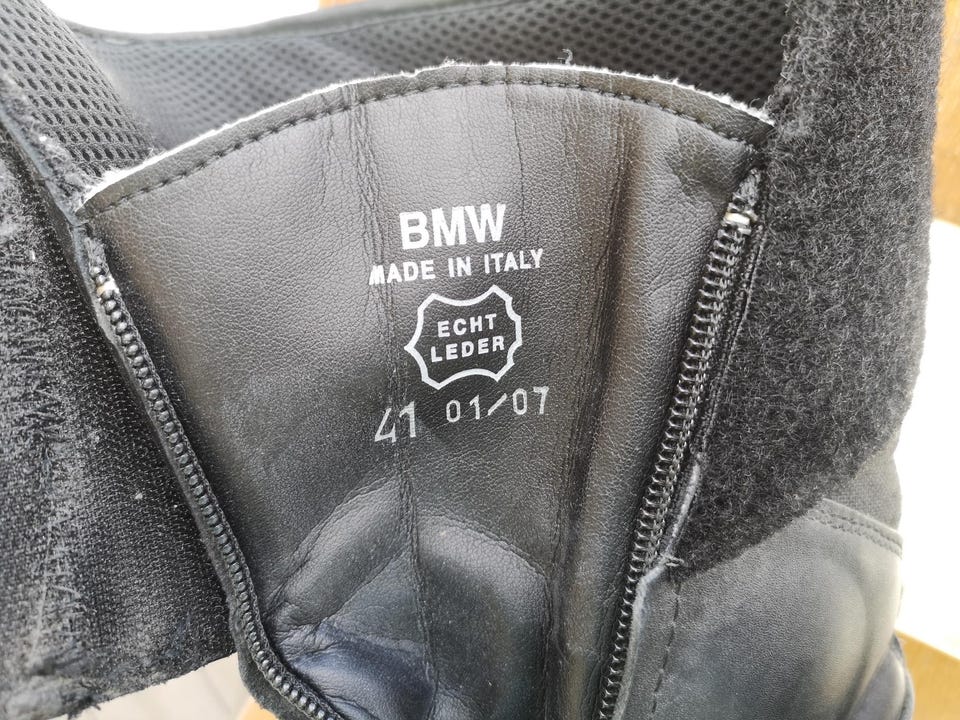 BMW
MADE IN ITALY
ECHT
LEDER
41 01/07